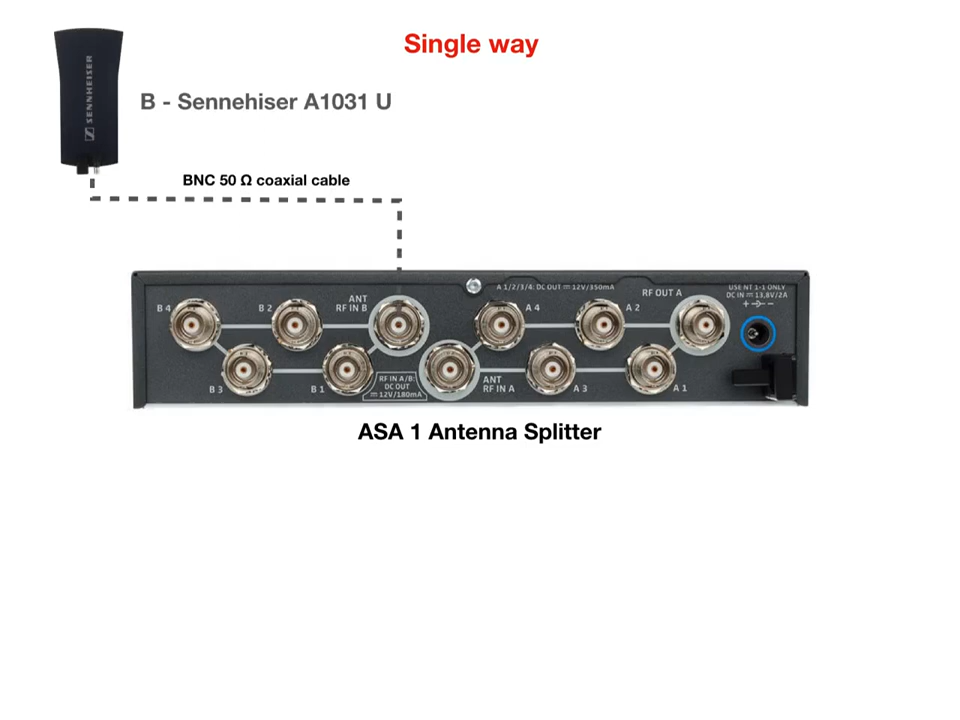 Single way
SENNHEISER
B - Sennehiser A1031 U
BNC 50 Ω coaxial cable
A 1/2/3/4: DC OUT ⎓ 12V/350mA
USE NT 1-1 ONLY
DC IN ⎓ 13,8V/2A
+ -
B 4
B 2
ANT
RF IN B
A 4
A 2
RF OUT A
B 3
B 1
RF IN A/B:
DC OUT
⎓ 12V/180mA
ANT
RF IN A
A 3
A 1
ASA 1 Antenna Splitter